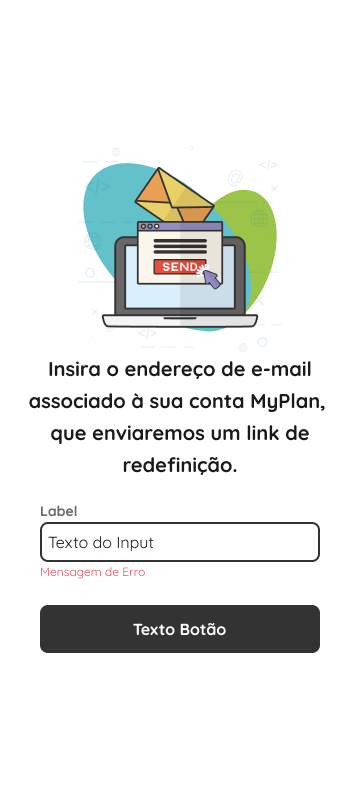 </>
@
</>
SEND
</>
Insira o endereço de e-mail
associado à sua conta MyPlan,
que enviaremos um link de
redefinição.
Label
Texto do Input
Mensagem de Erro
Texto Botão